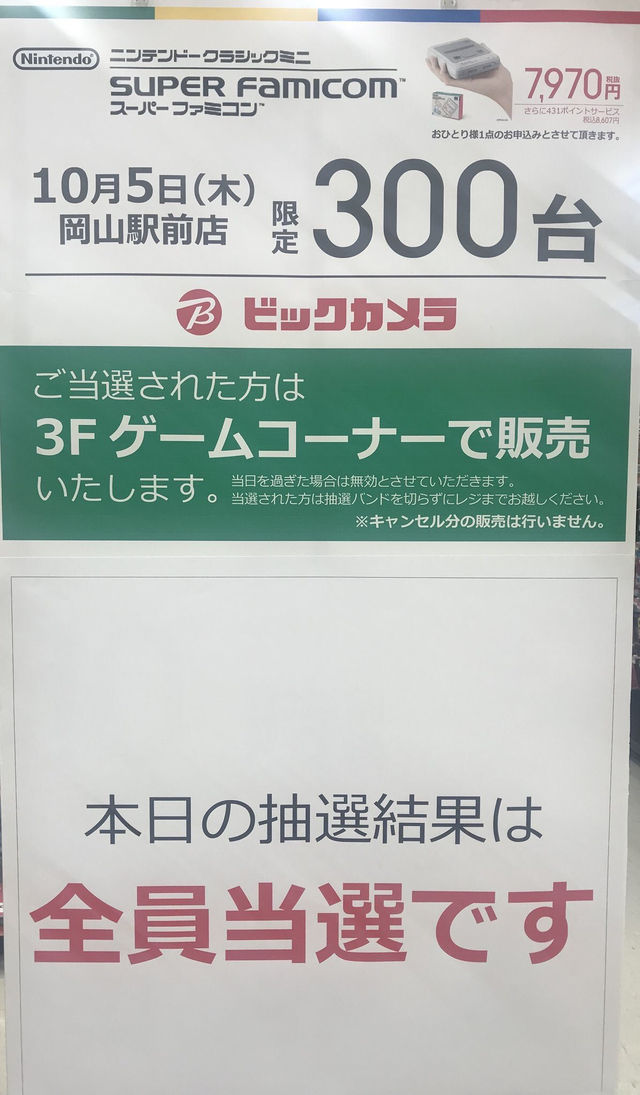 Nintendo
ニンテンドークラシックミニ
SUPER FAMICOM™
スーパーファミコン™
7,970円税抜
さらに431ポイントサービス
税込8,607円
おひとり様1点のお申込みとさせて頂きます。
10月5日(木)
岡山駅前店
限定
300台
B ビックカメラ
ご当選された方は
3F ゲームコーナーで販売
いたします。
当日を過ぎた場合は無効とさせていただきます。
当選された方は抽選バンドを切らずにレジまでお越しください。
※キャンセル分の販売は行いません。
本日の抽選結果は
全員当選です